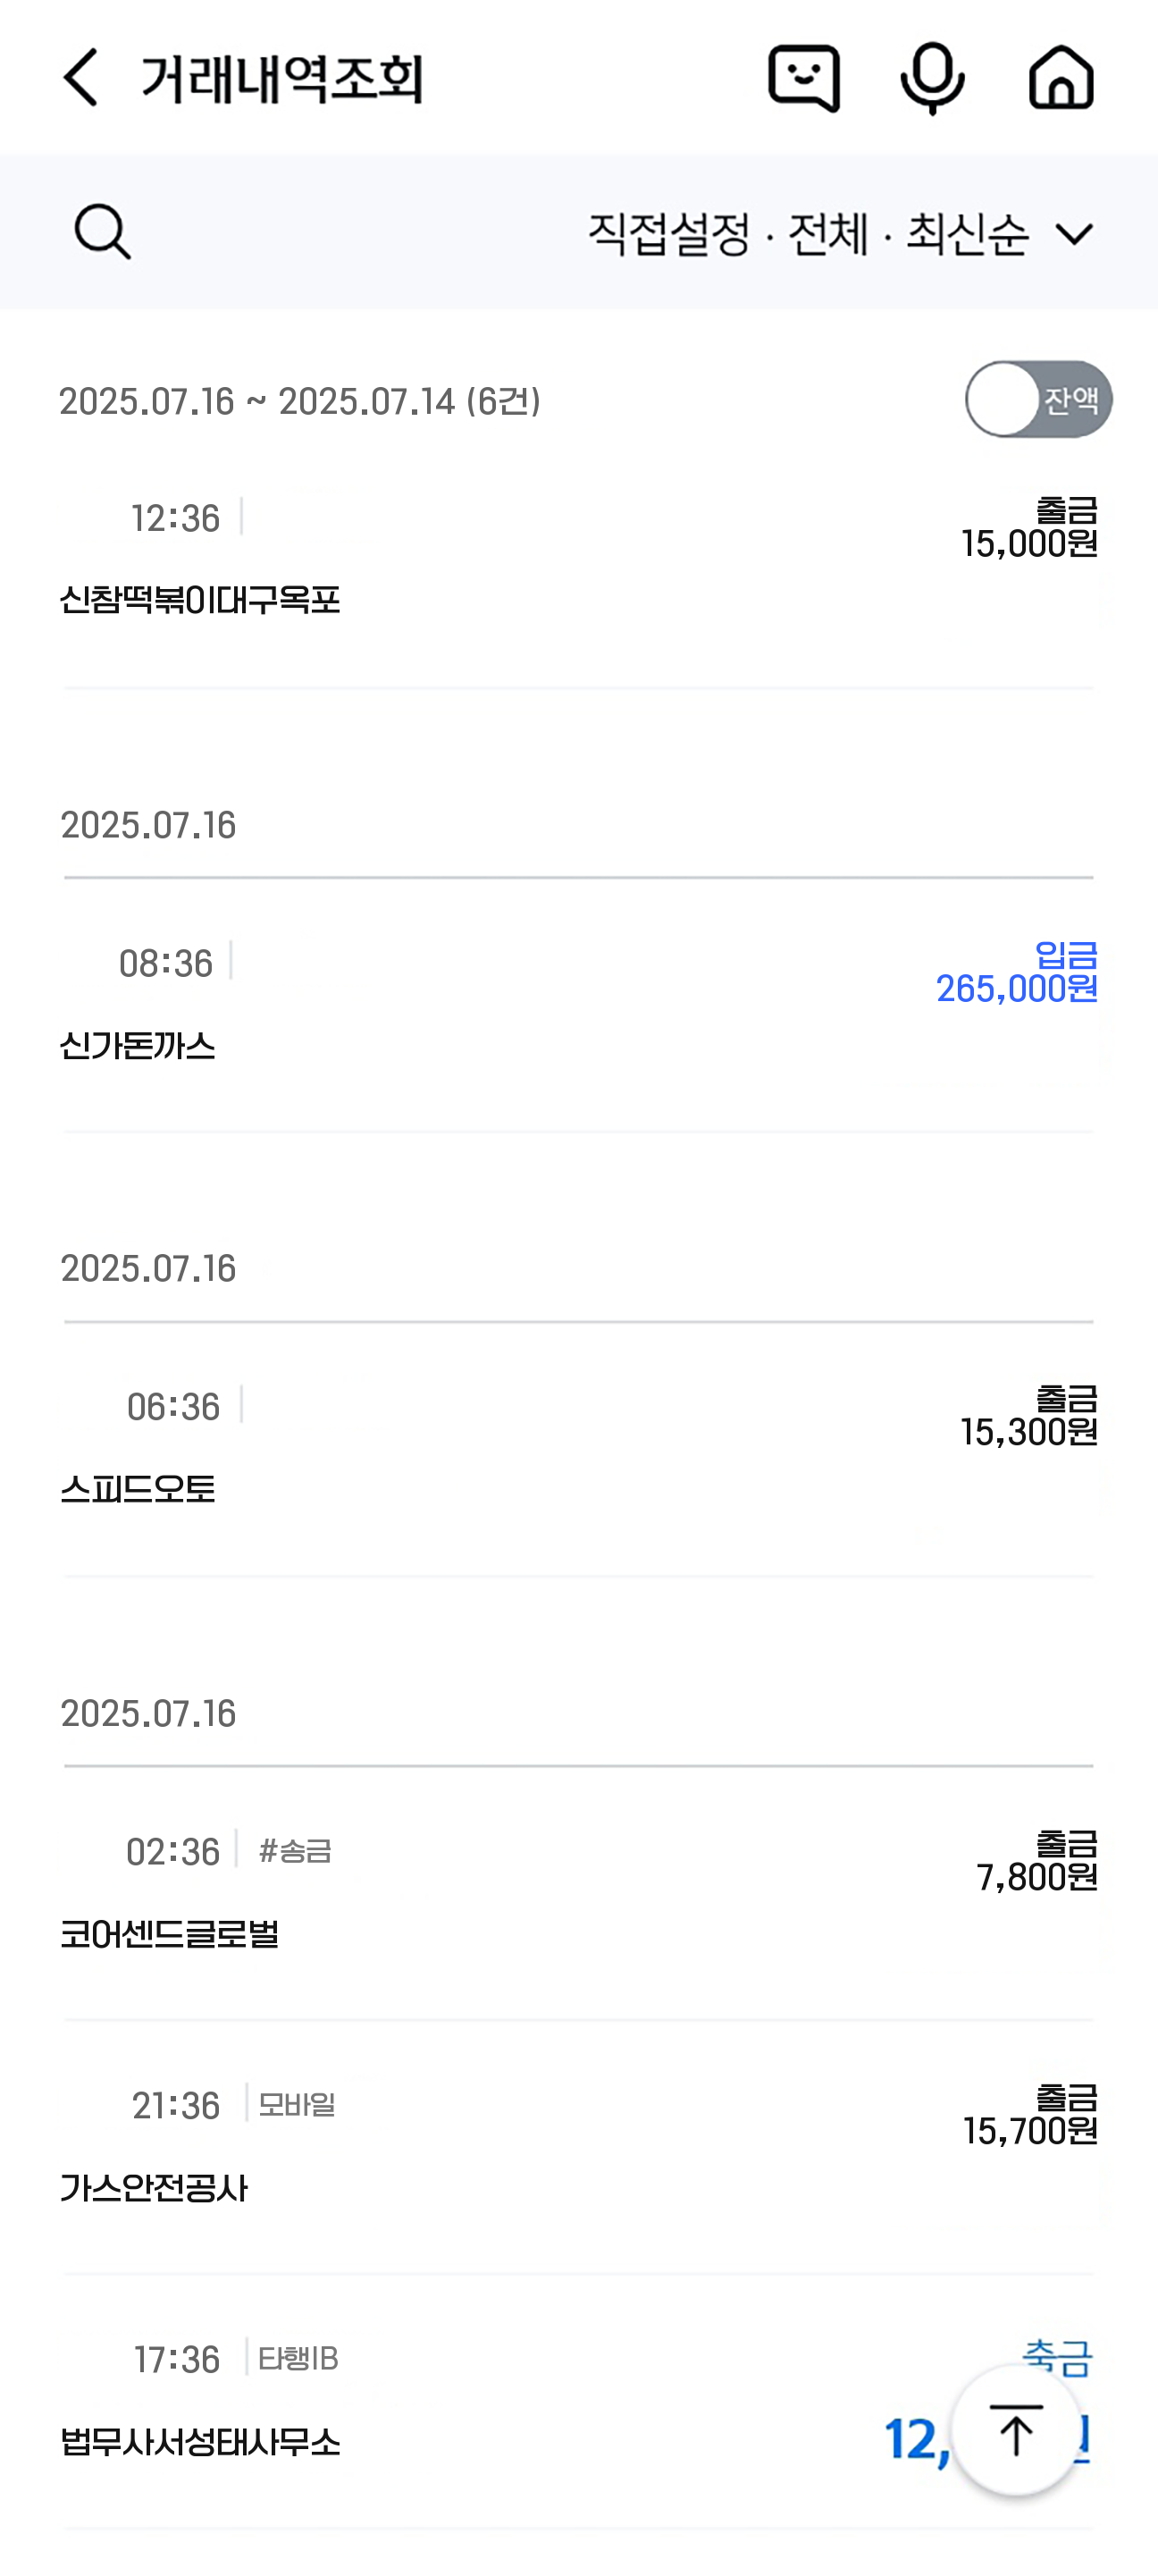 거래내역조회
직접설정 · 전체 · 최신순
2025.07.16 ~ 2025.07.14 (6건)
잔액
12:36
출금
15,000원
신참떡볶이대구옥포
2025.07.16
08:36
입금
265,000원
신가돈까스
2025.07.16
06:36
출금
15,300원
스피드오토
2025.07.16
02:36 #송금
출금
7,800원
코어센드글로벌
21:36 모바일
출금
15,700원
가스안전공사
17:36 타행IB
법무사서성태사무소
12,